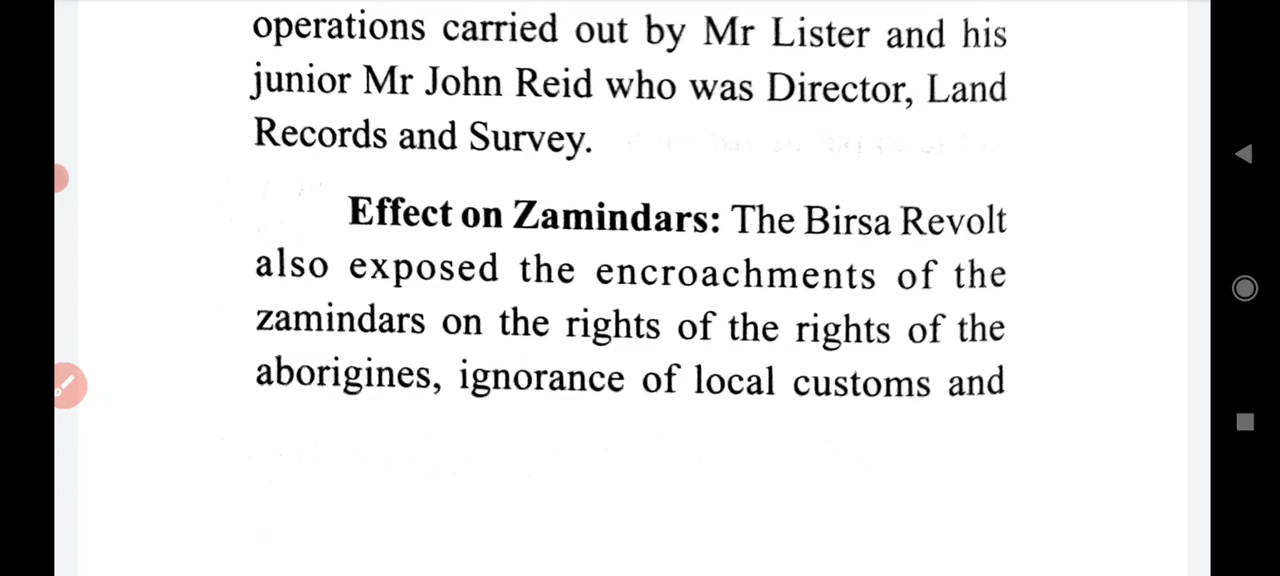 operations carried out by Mr Lister and his
junior Mr John Reid who was Director, Land
Records and Survey.
Effect on Zamindars: The Birsa Revolt
also exposed the encroachments of the
zamindars on the rights of the rights of the
aborigines, ignorance of local customs and